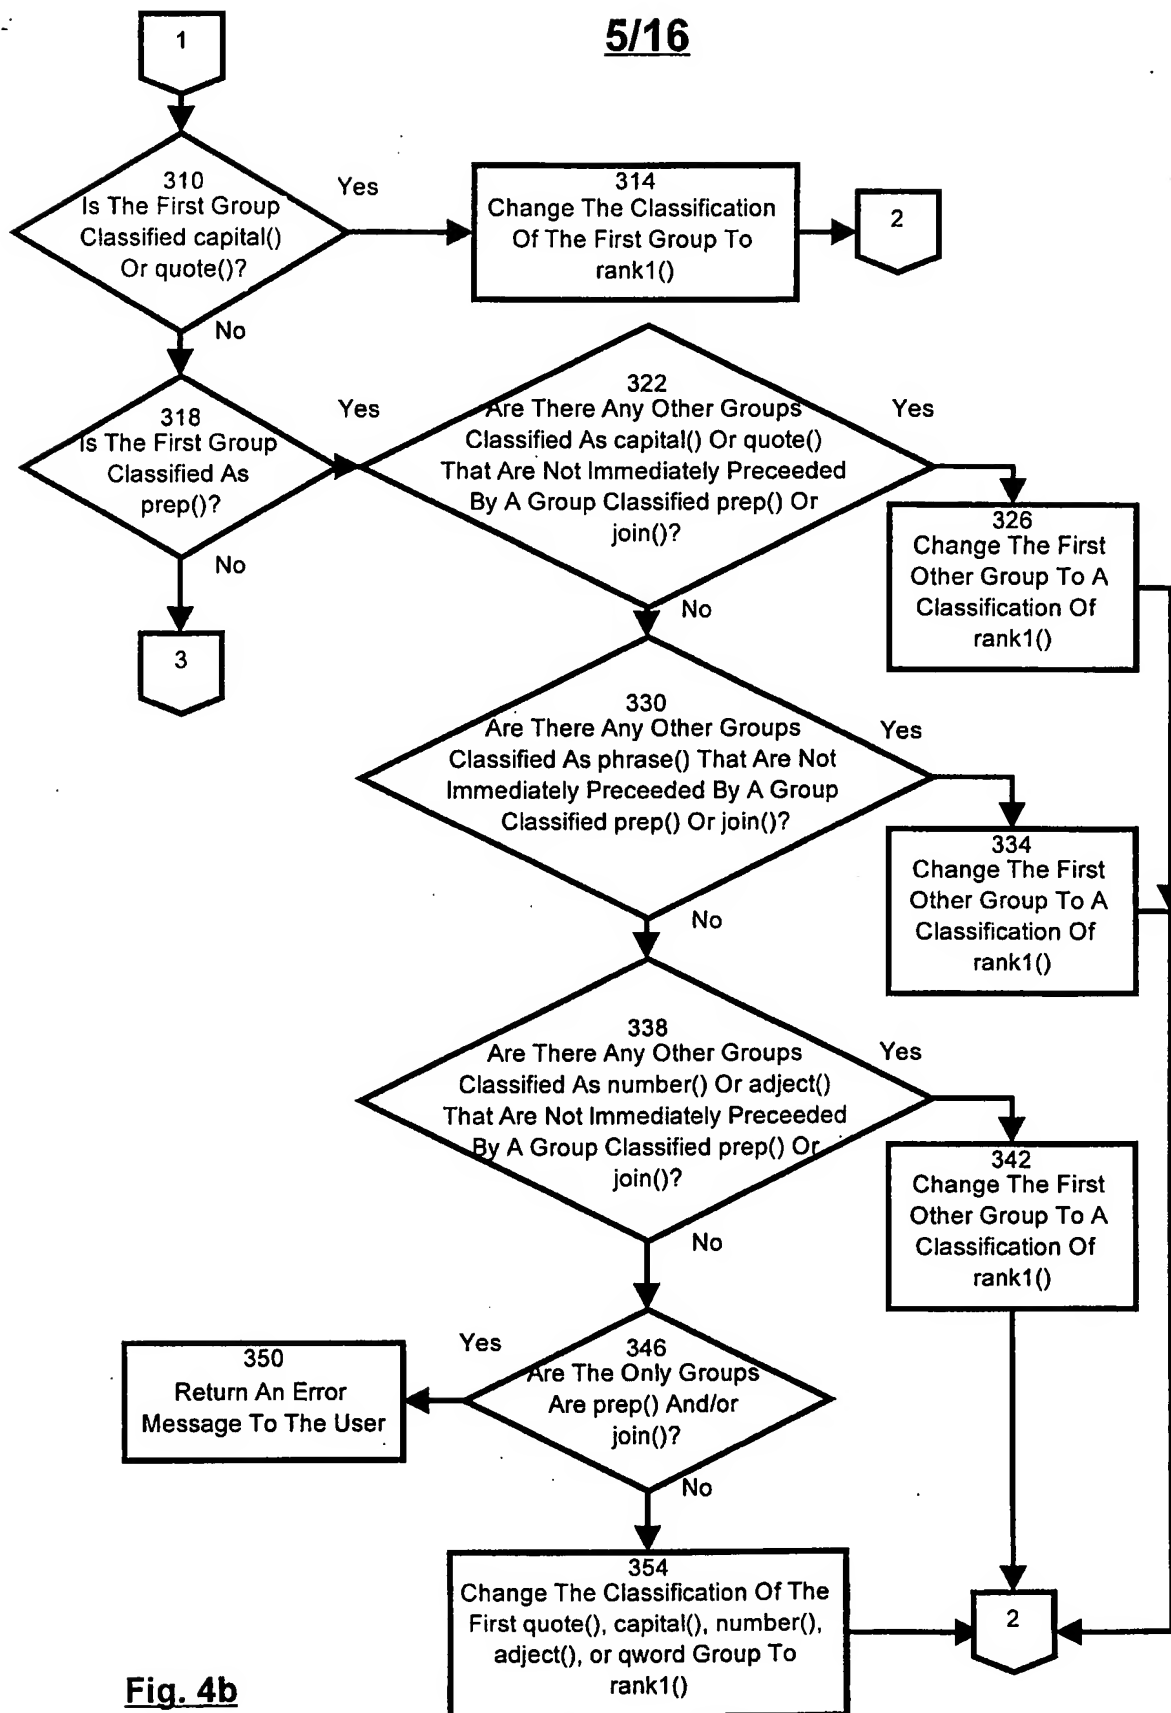 5/16
1
310
Is The First Group
Classified capital()
Or quote()?
Yes
314
Change The Classification
Of The First Group To
rank1()
2
No
318
Is The First Group
Classified As
prep()?
Yes
322
Are There Any Other Groups
Classified As capital() Or quote()
That Are Not Immediately Preceeded
By A Group Classified prep() Or
join()?
Yes
326
Change The First
Other Group To A
Classification Of
rank1()
No
3
No
330
Are There Any Other Groups
Classified As phrase() That Are Not
Immediately Preceeded By A Group
Classified prep() Or join()?
Yes
334
Change The First
Other Group To A
Classification Of
rank1()
No
338
Are There Any Other Groups
Classified As number() Or adject()
That Are Not Immediately Preceeded
By A Group Classified prep() Or
join()?
Yes
342
Change The First
Other Group To A
Classification Of
rank1()
No
346
Are The Only Groups
Are prep() And/or
join()?
Yes
350
Return An Error
Message To The User
No
354
Change The Classification Of The
First quote(), capital(), number(),
adject(), or qword Group To
rank1()
2
Fig. 4b